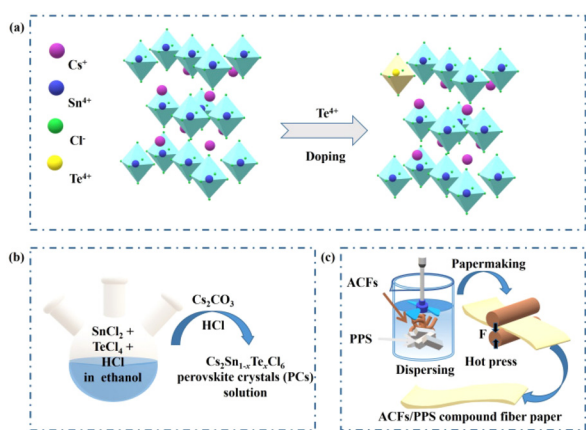 (a)
Cs⁺
Sn⁴⁺
Cl⁻
Te⁴⁺
Te⁴⁺
Doping
(b)
SnCl₂ +
TeCl₄ +
HCl
in ethanol
Cs₂CO₃
HCl
Cs₂Sn₁₋ₓTeₓCl₆
perovskite crystals (PCs)
solution
(c)
Papermaking
ACFs
PPS
F
Hot press
Dispersing
ACFs/PPS compound fiber paper